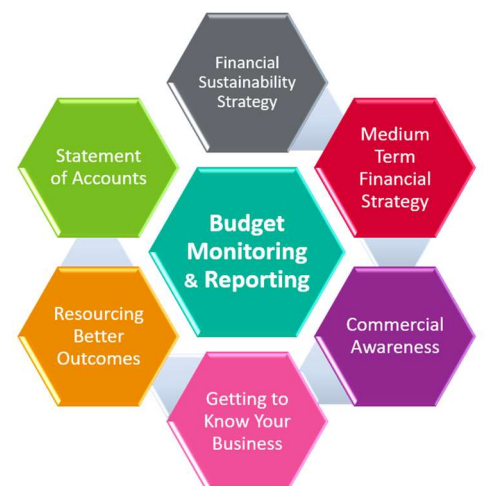 Financial
Sustainability
Strategy
Medium
Term
Financial
Strategy
Statement
of Accounts
Budget
Monitoring
& Reporting
Commercial
Awareness
Resourcing
Better
Outcomes
Getting to
Know Your
Business